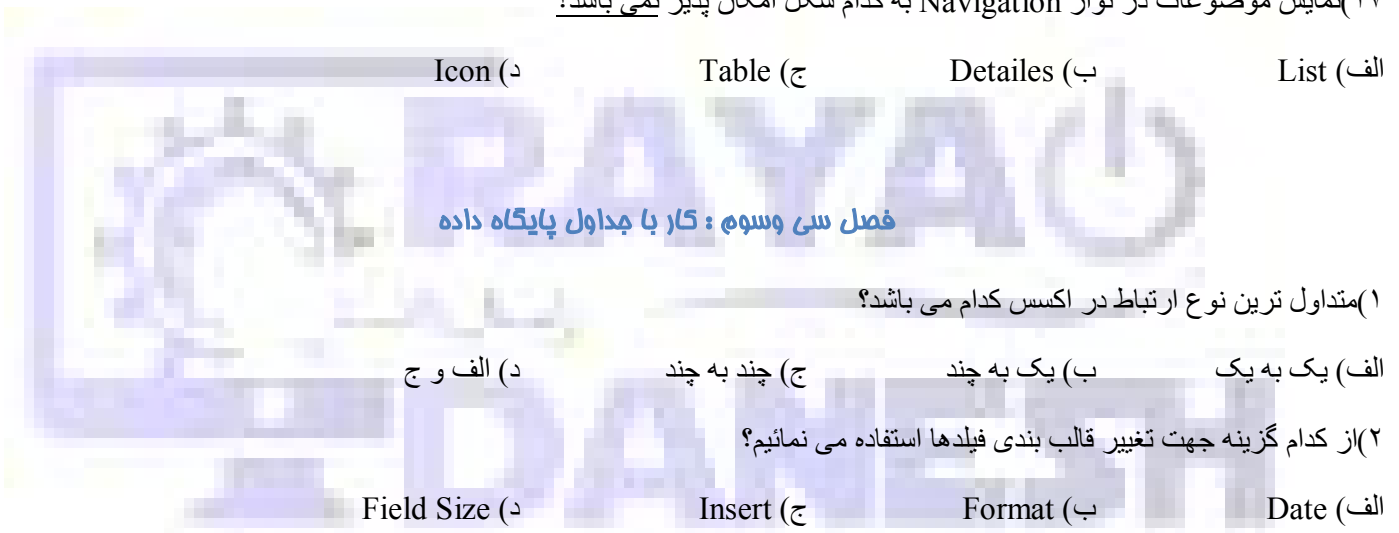 ۱۷)نمایش موضوعات در نوار Navigation به کدام شکل امکان پذیر نمی باشد؟
الف) List ب) Detailes ج) Table د) Icon
PAYA
فصل سی وسوم : کار با جداول پایگاه داده
۱)متداول ترین نوع ارتباط در اکسس کدام می باشد؟
الف) یک به یک ب) یک به چند ج) چند به چند د) الف و ج
DANESH
۲)از کدام گزینه جهت تغییر قالب بندی فیلدها استفاده می نمائیم؟
الف) Date ب) Format ج) Insert د) Field Size